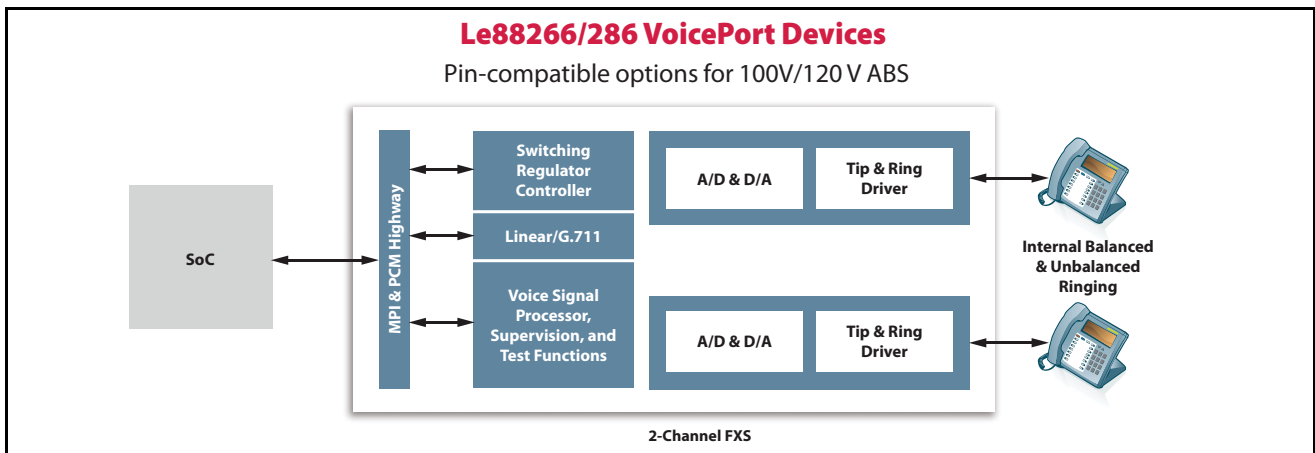 Le88266/286 VoicePort Devices
Pin-compatible options for 100V/120 V ABS
SoC
MPI & PCM Highway
Switching
Regulator
Controller
Linear/G.711
Voice Signal
Processor,
Supervision, and
Test Functions
A/D & D/A
Tip & Ring
Driver
A/D & D/A
Tip & Ring
Driver
Internal Balanced
& Unbalanced
Ringing
2-Channel FXS